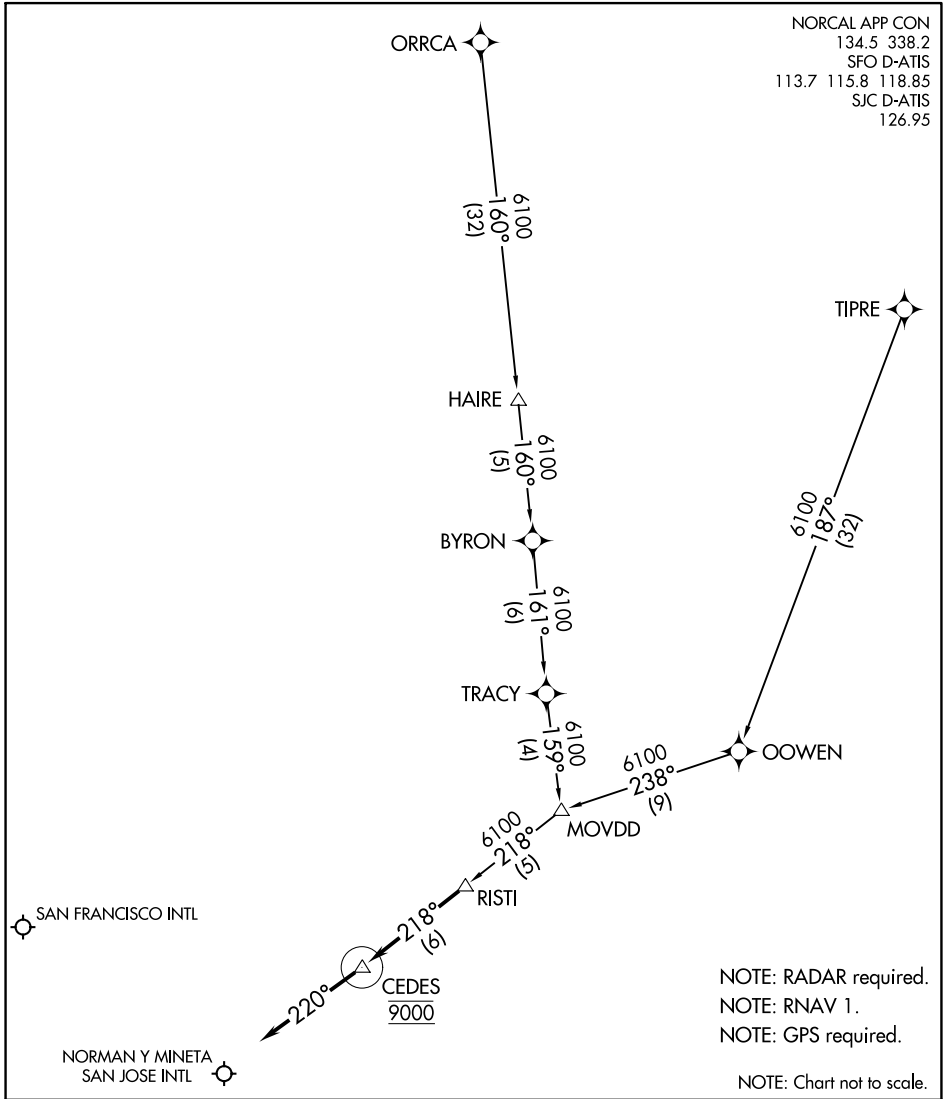 NORCAL APP CON
134.5 338.2
SFO D-ATIS
113.7 115.8 118.85
SJC D-ATIS
126.95
ORRCA
6100
160°
(32)
TIPRE
HAIRE
6100
160°
(5)
6100
187°
(32)
BYRON
6100
161°
(6)
TRACY
6100
159°
(4)
OOWEN
6100
238°
(9)
MOVDD
6100
218°
(5)
RISTI
SAN FRANCISCO INTL
218°
(6)
CEDES
9000
220°
NORMAN Y MINETA
SAN JOSE INTL
NOTE: RADAR required.
NOTE: RNAV 1.
NOTE: GPS required.
NOTE: Chart not to scale.